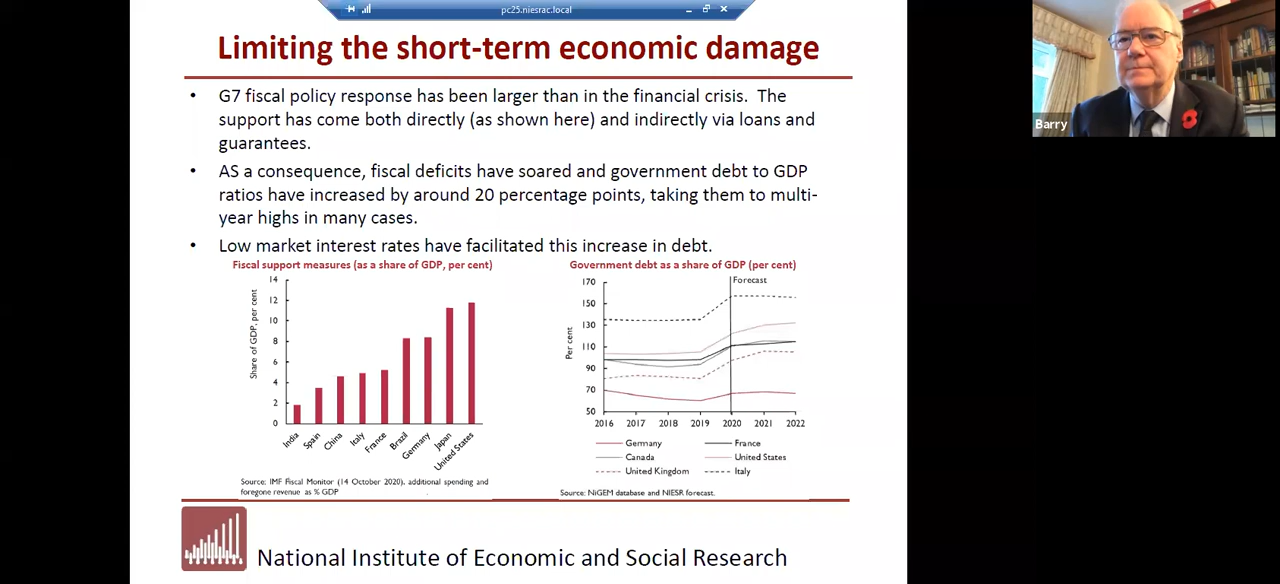 pc25.niesrac.local
Limiting the short-term economic damage
• G7 fiscal policy response has been larger than in the financial crisis. The
support has come both directly (as shown here) and indirectly via loans and
guarantees.
• AS a consequence, fiscal deficits have soared and government debt to GDP
ratios have increased by around 20 percentage points, taking them to multi-
year highs in many cases.
• Low market interest rates have facilitated this increase in debt.
Fiscal support measures (as a share of GDP, per cent)
Share of GDP, per cent
14
12
10
8
6
4
2
0
India
Spain
China
Italy
France
Brazil
Germany
Japan
United States
Source: IMF Fiscal Monitor (14 October 2020), additional spending and
foregone revenue as % GDP
Government debt as a share of GDP (per cent)
Forecast
Per cent
170
150
130
110
90
70
50
2016 2017 2018 2019 2020 2021 2022
Germany France
Canada United States
United Kingdom Italy
Source: NiGEM database and NIESR forecast.
National Institute of Economic and Social Research
Barry